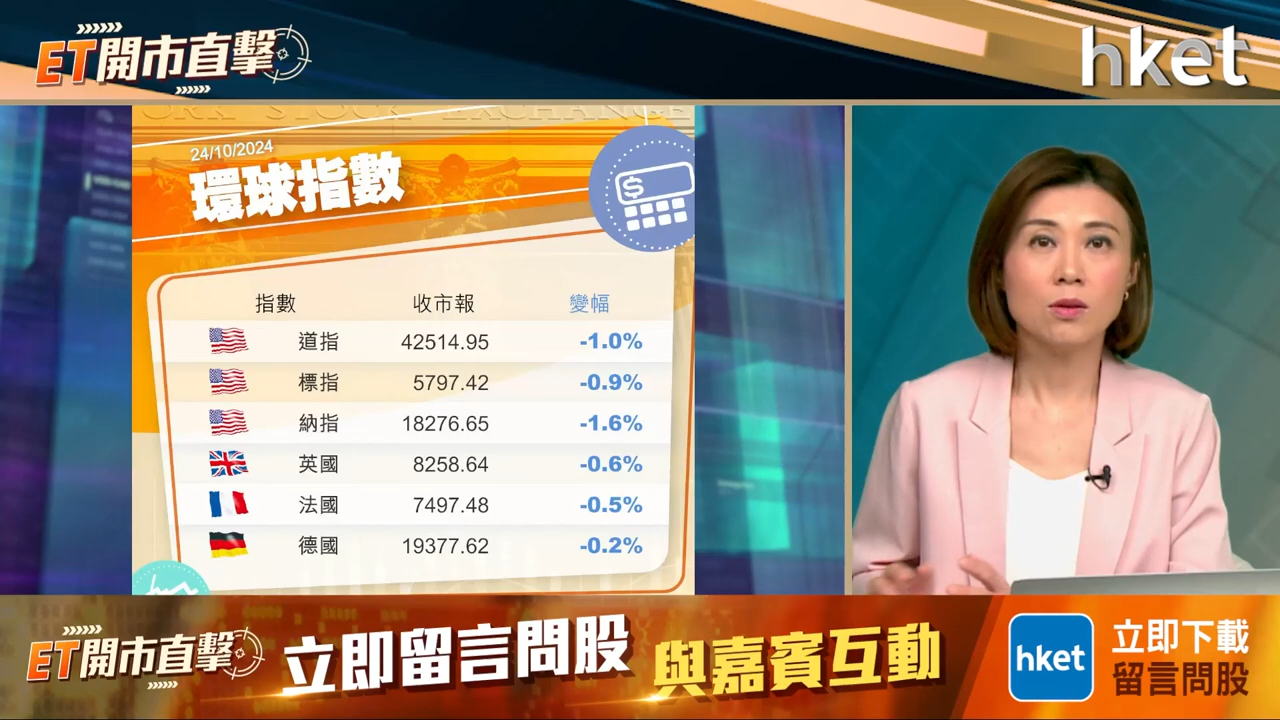 ET開市直擊
hket
ORK STOCK EXCHANGE
24/10/2024
環球指數
$
指數 收市報 變幅
道指 42514.95 -1.0%
標指 5797.42 -0.9%
納指 18276.65 -1.6%
英國 8258.64 -0.6%
法國 7497.48 -0.5%
德國 19377.62 -0.2%
ET開市直擊
立即留言問股 與嘉賓互動
hket
立即下載
留言問股